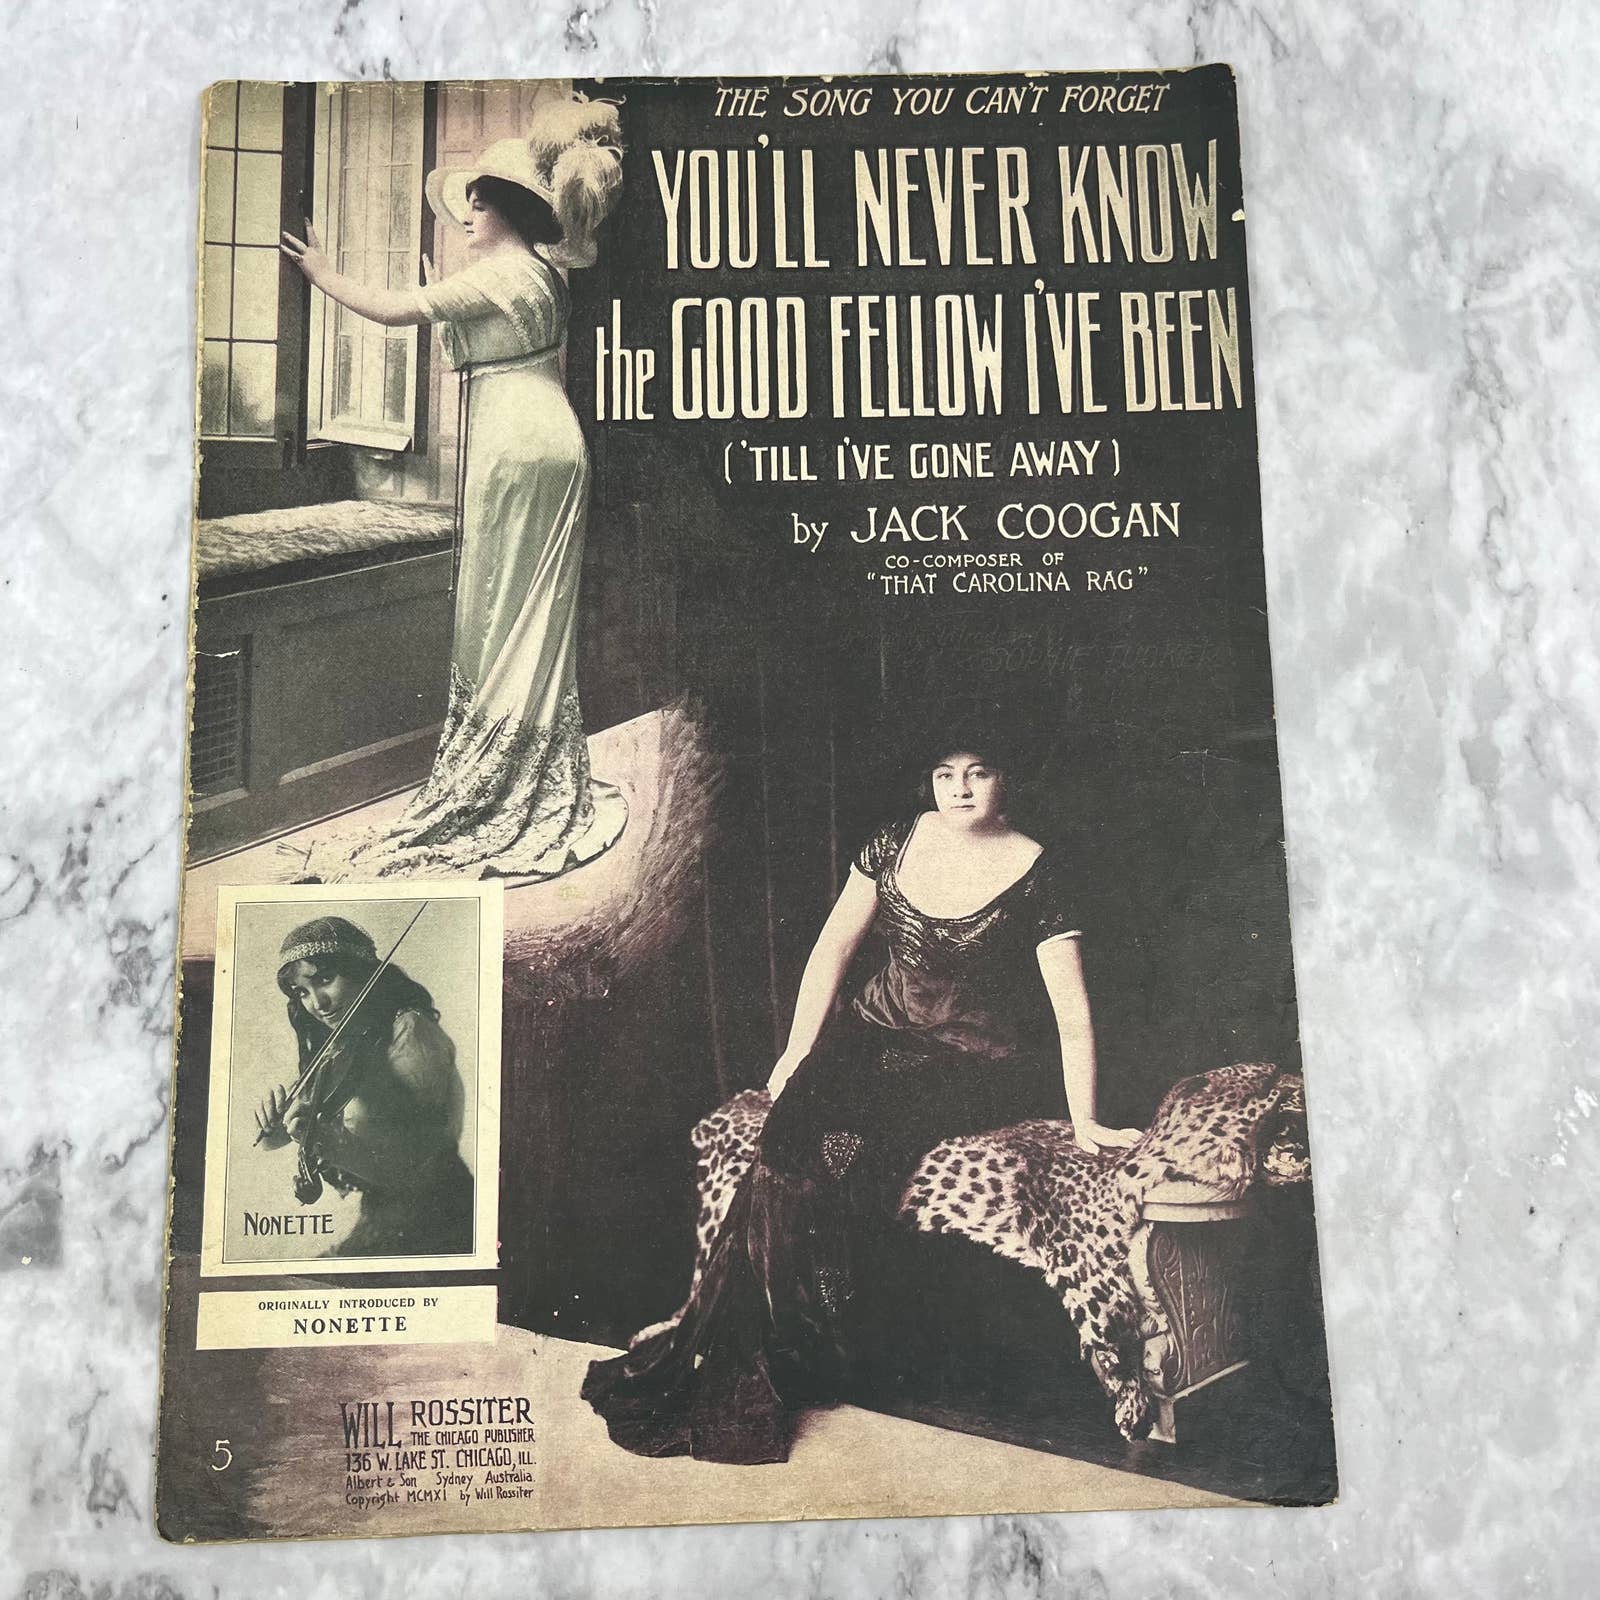 THE SONG YOU CAN'T FORGET
YOU'LL NEVER KNOW
the GOOD FELLOW I'VE BEEN
('TILL I'VE GONE AWAY)
by JACK COOGAN
CO-COMPOSER OF
"THAT CAROLINA RAG"
SOPHIE TUCKER
NONETTE
ORIGINALLY INTRODUCED BY
NONETTE
WILL ROSSITER
THE CHICAGO PUBLISHER
136 W. LAKE ST. CHICAGO, ILL.
Albert & Son Sydney Australia.
Copyright MCMXI by Will Rossiter
5